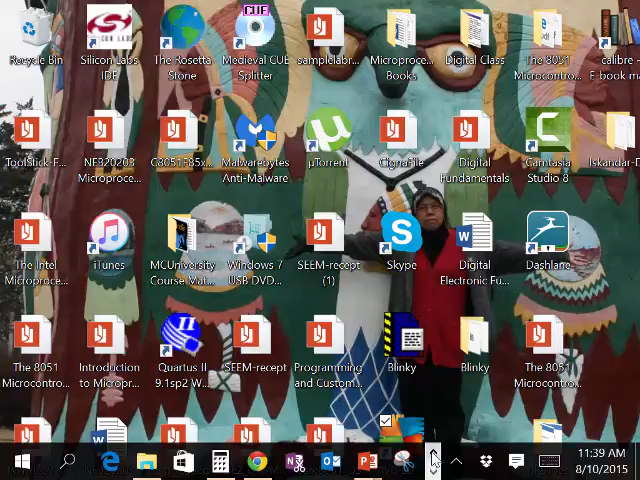 CUE
Recycle Bin
Silicon Labs
IDE
The Rosetta
Stone
Medieval CUE
Splitter
samplelabr...
Microproce...
Books
Digital Class
The 8051
Microcontro...
calibre -
E-book ma
Toolstick-F...
NEB20203
Microproce...
C8051F85x...
Malwarebytes
Anti-Malware
µTorrent
CignaFile
Digital
Fundamentals
Camtasia
Studio 8
Iskandar-D
The Intel
Microproce...
iTunes
MCUniversity
Course Mat...
Windows 7
USB DVD...
SEEM-recept
(1)
Skype
Digital
Electronic Fu...
Dashlane
The 8051
Microcontro...
Introduction
to Micropr...
Quartus II
9.1sp2 W...
SEEM-recept
Programming
and Custom...
Blinky
Blinky
The 8051
Microcontro...
11:39 AM
8/10/2015